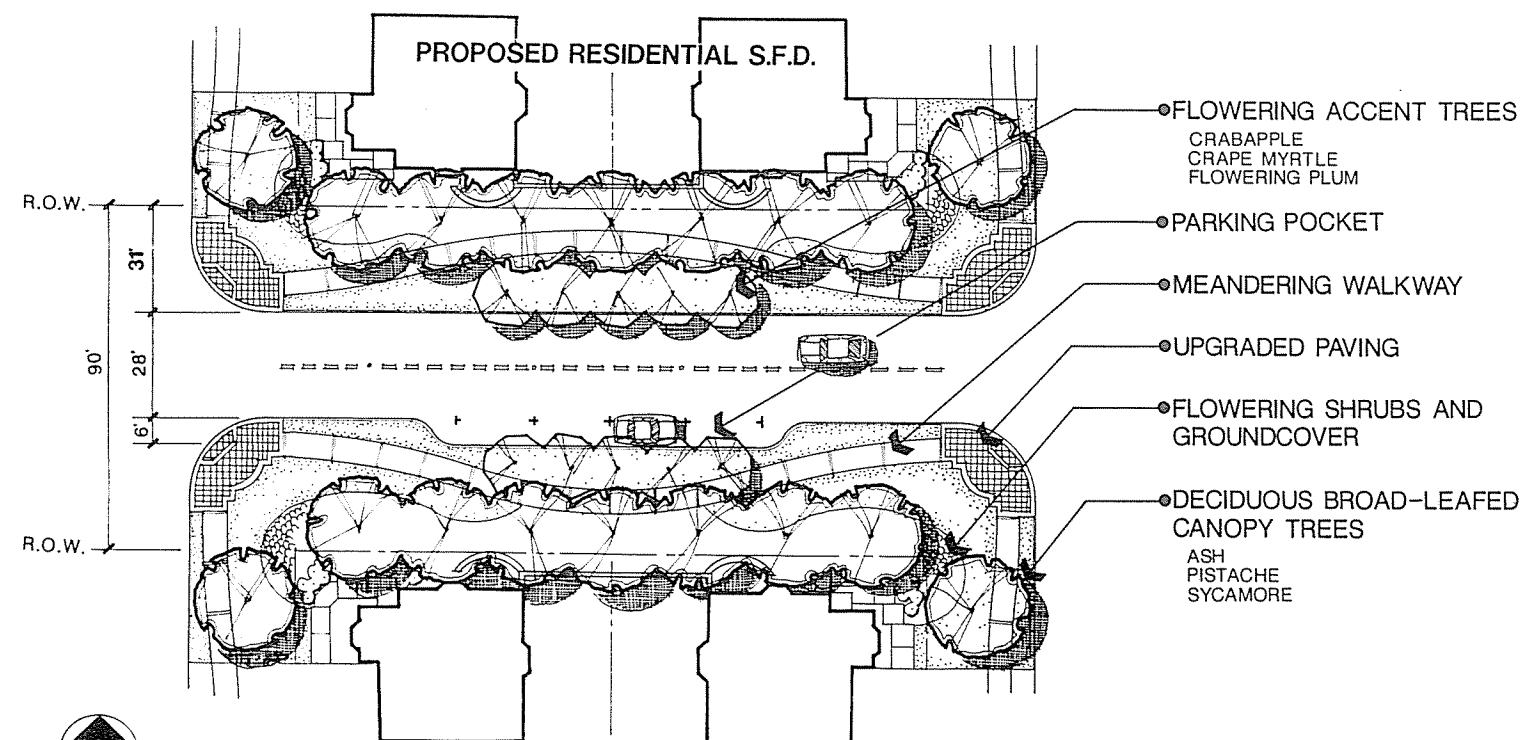 PROPOSED RESIDENTIAL S.F.D.
FLOWERING ACCENT TREES
CRABAPPLE
CRAPE MYRTLE
FLOWERING PLUM
R.O.W.
PARKING POCKET
31'
MEANDERING WALKWAY
UPGRADED PAVING
90'
28'
FLOWERING SHRUBS AND
GROUNDCOVER
6'
DECIDUOUS BROAD-LEAFED
CANOPY TREES
R.O.W.
ASH
PISTACHE
SYCAMORE